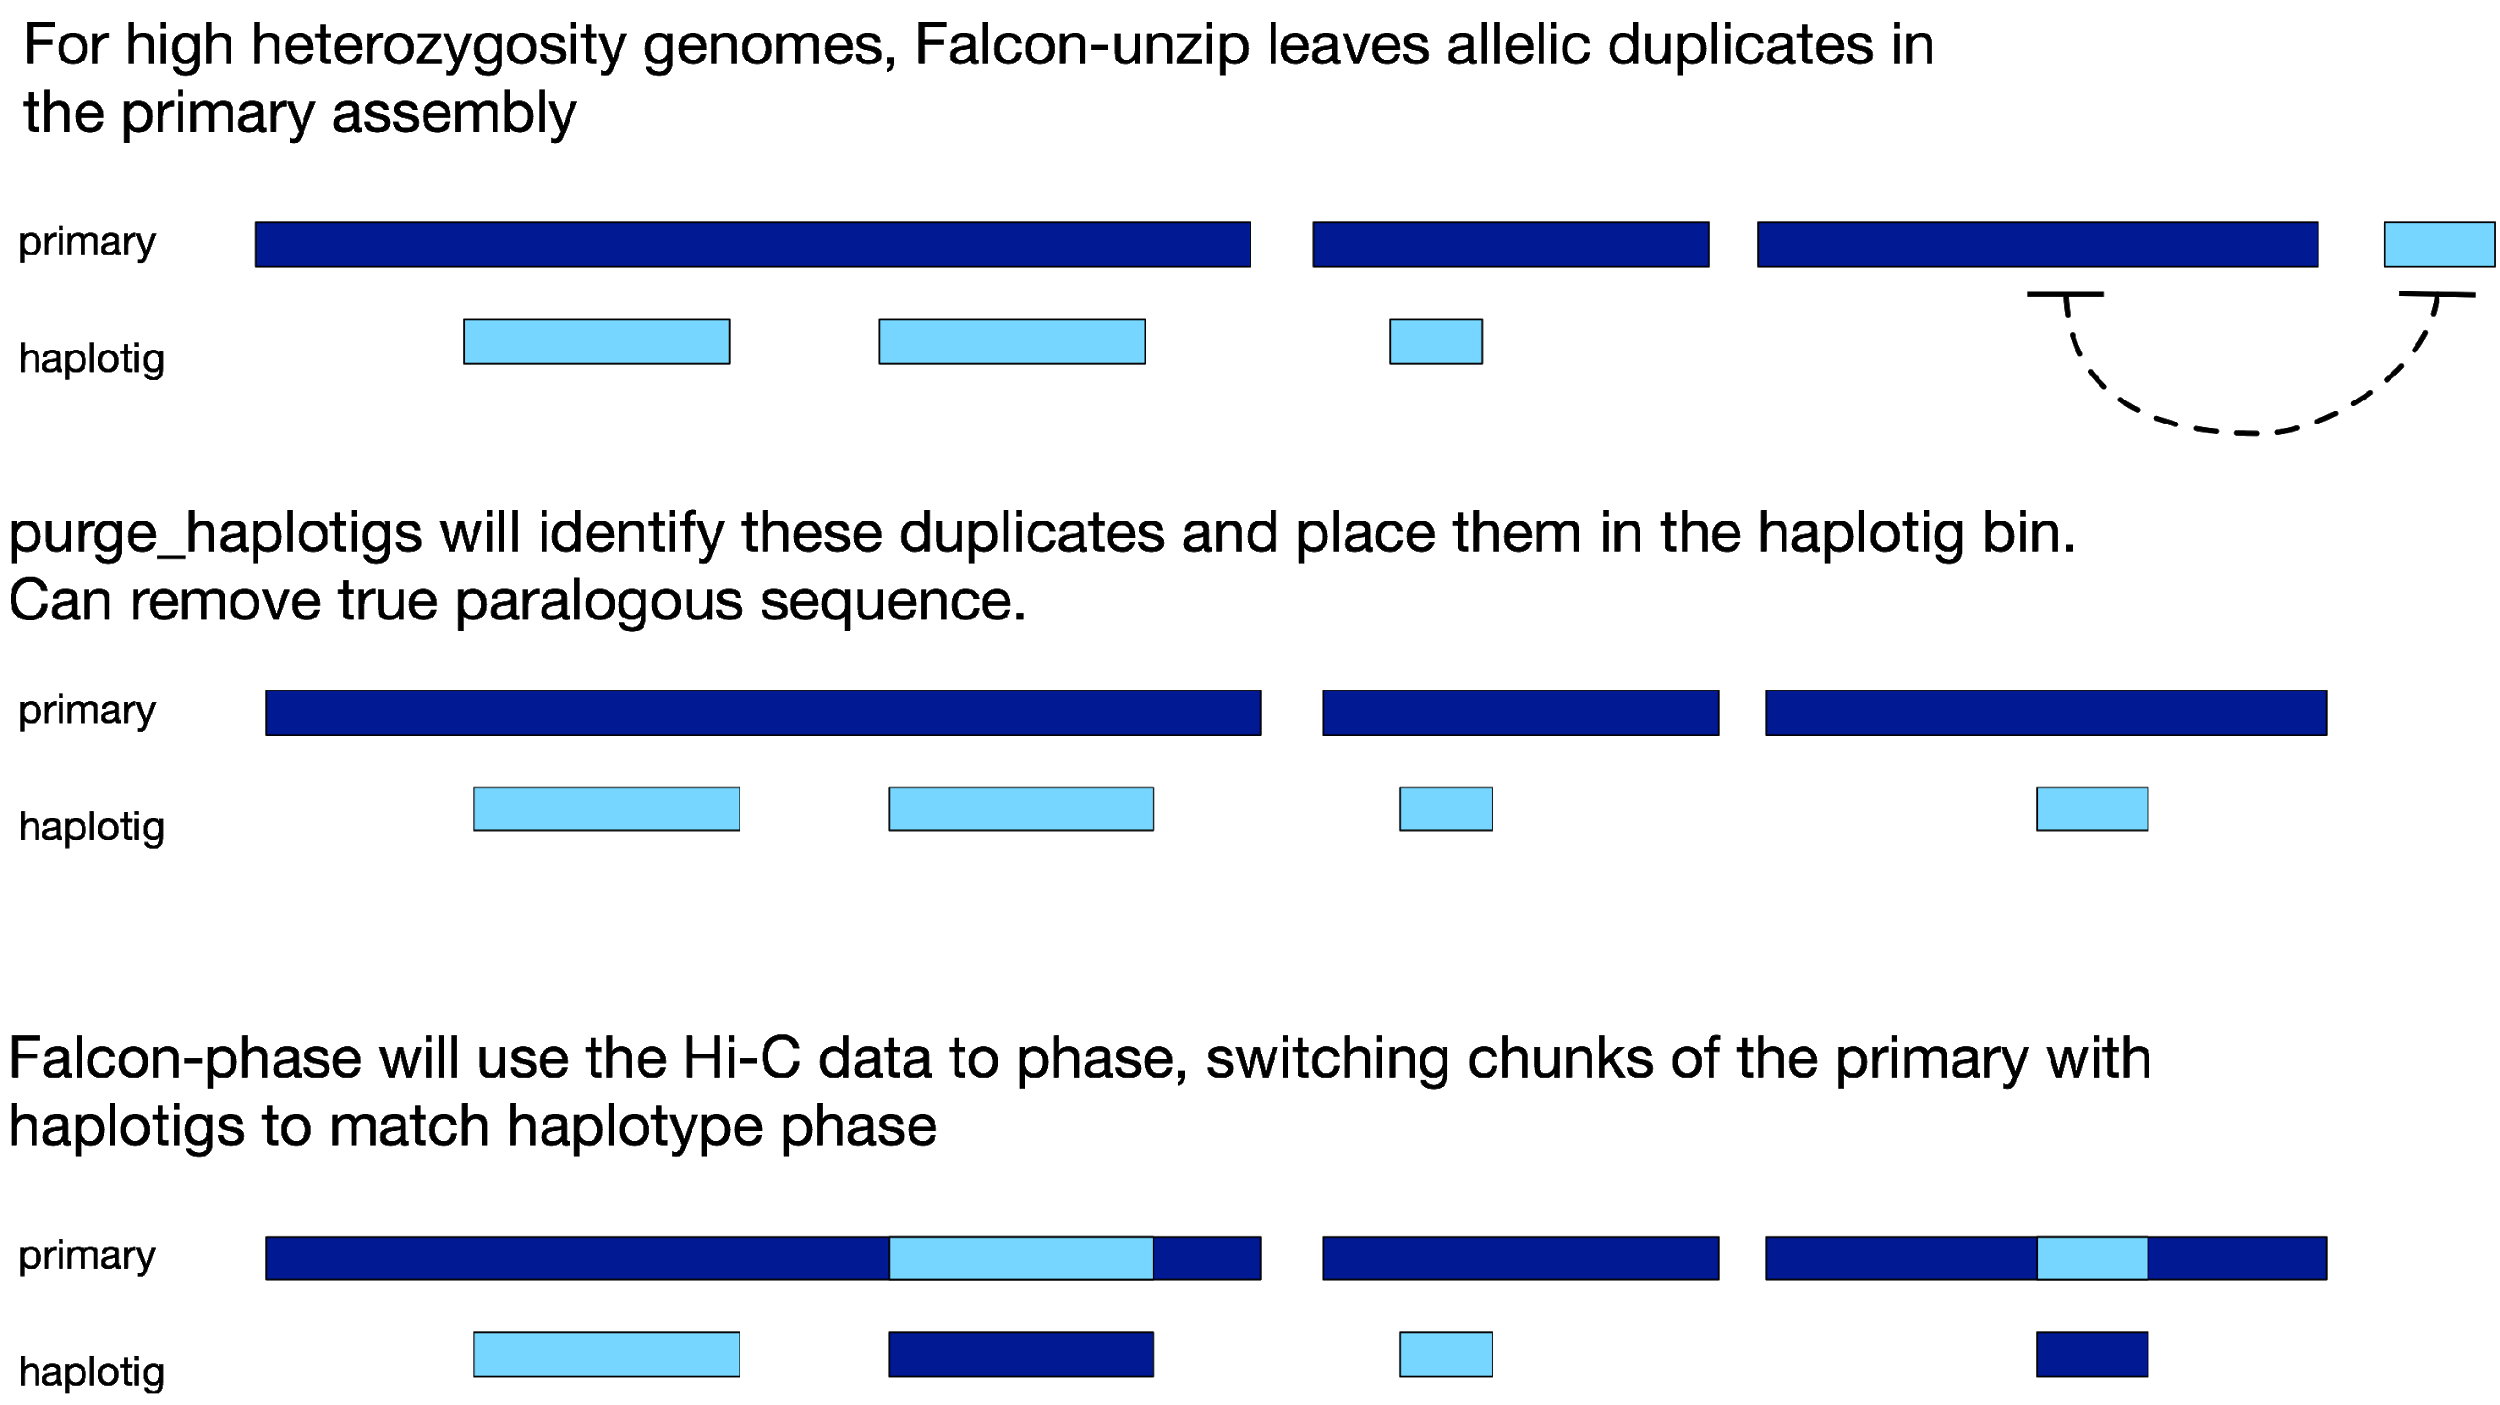 For high heterozygosity genomes, Falcon-unzip leaves allelic duplicates in
the primary assembly
primary
haplotig
purge_haplotigs will identify these duplicates and place them in the haplotig bin.
Can remove true paralogous sequence.
primary
haplotig
Falcon-phase will use the Hi-C data to phase, switching chunks of the primary with
haplotigs to match haplotype phase
primary
haplotig